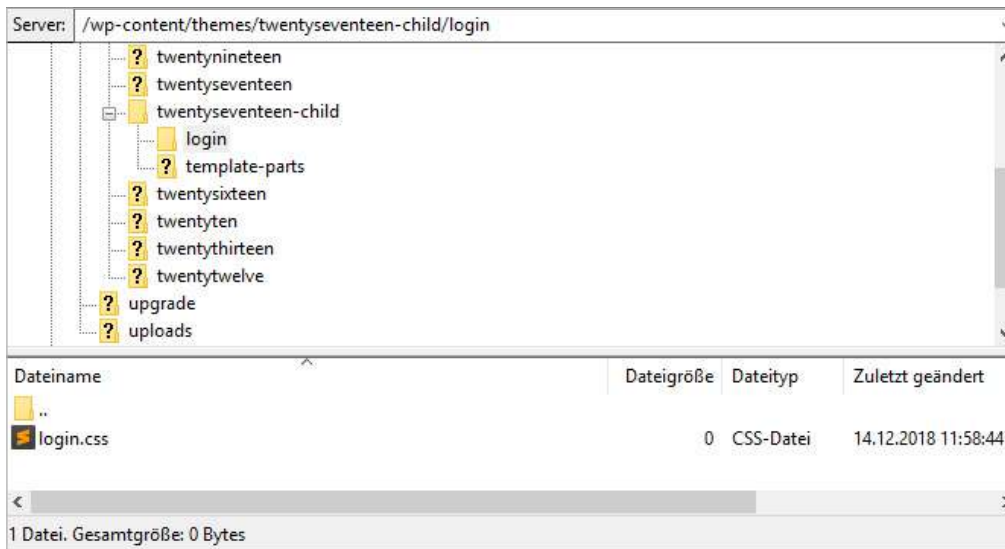 Server: /wp-content/themes/twentyseventeen-child/login
twentynineteen
twentyseventeen
twentyseventeen-child
login
template-parts
twentysixteen
twentyten
twentythirteen
twentytwelve
upgrade
uploads
Dateiname Dateigröße Dateityp Zuletzt geändert
..
login.css 0 CSS-Datei 14.12.2018 11:58:44
1 Datei. Gesamtgröße: 0 Bytes